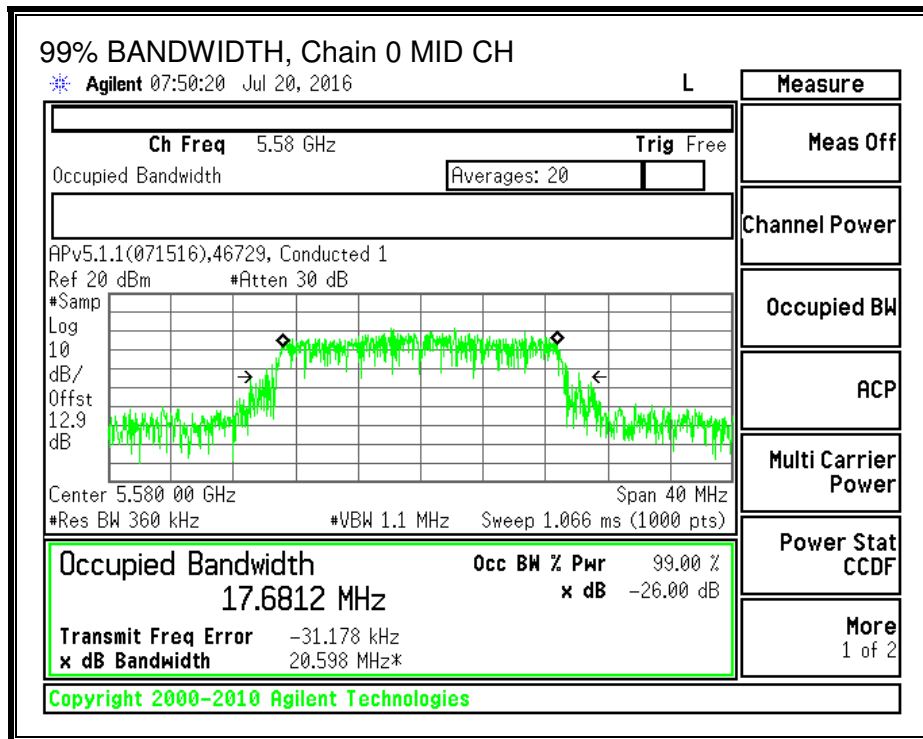 99% BANDWIDTH, Chain 0 MID CH
Agilent 07:50:20 Jul 20, 2016 L
Ch Freq 5.58 GHz Trig Free
Occupied Bandwidth Averages: 20
APv5.1.1(071516),46729, Conducted 1
Ref 20 dBm #Atten 30 dB
#Samp
Log
10
dB/
Offst
12.9
dB
Center 5.580 00 GHz Span 40 MHz
#Res BW 360 kHz #VBW 1.1 MHz Sweep 1.066 ms (1000 pts)
Occupied Bandwidth Occ BW % Pwr 99.00 %
17.6812 MHz x dB -26.00 dB
Transmit Freq Error -31.178 kHz
x dB Bandwidth 20.598 MHz*
Copyright 2000-2010 Agilent Technologies
Measure
Meas Off
Channel Power
Occupied BW
ACP
Multi Carrier
Power
Power Stat
CCDF
More
1 of 2